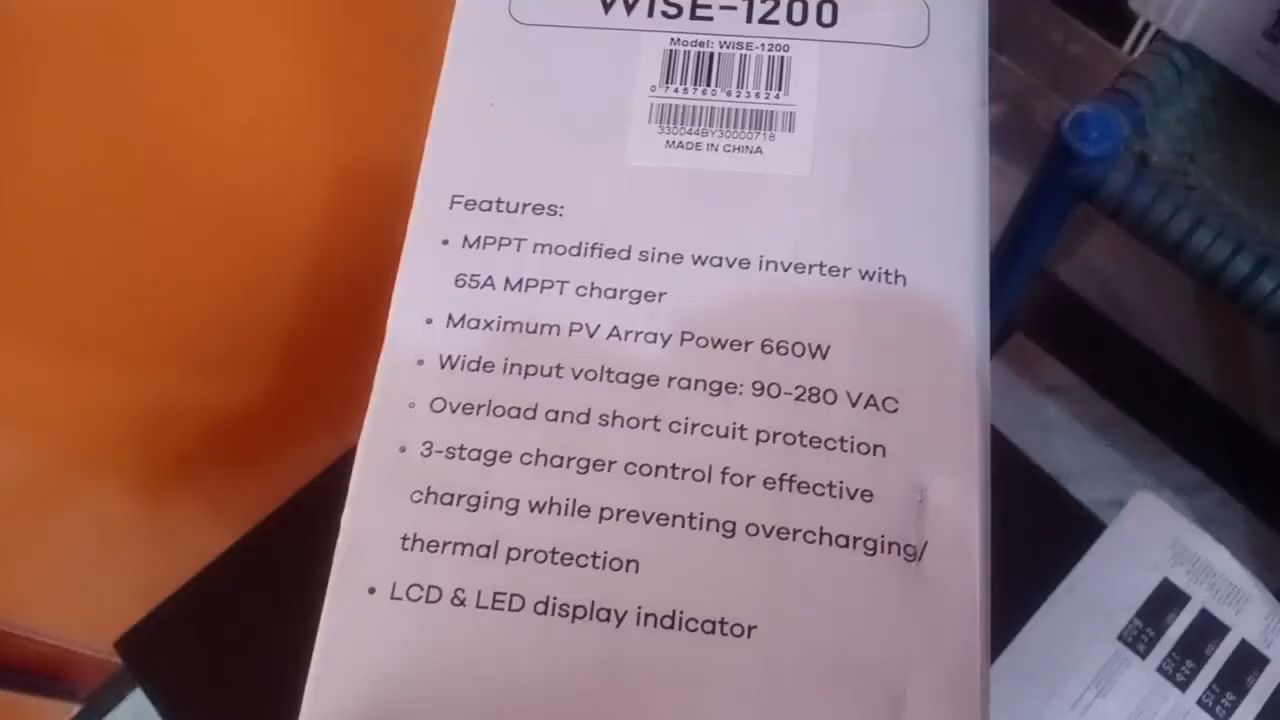 WISE-1200
Model: WISE-1200
0 745760 623624
330044BY30000718
MADE IN CHINA
Features:
• MPPT modified sine wave inverter with
65A MPPT charger
• Maximum PV Array Power 660W
• Wide input voltage range: 90-280 VAC
• Overload and short circuit protection
• 3-stage charger control for effective
charging while preventing overcharging/
thermal protection
• LCD & LED display indicator